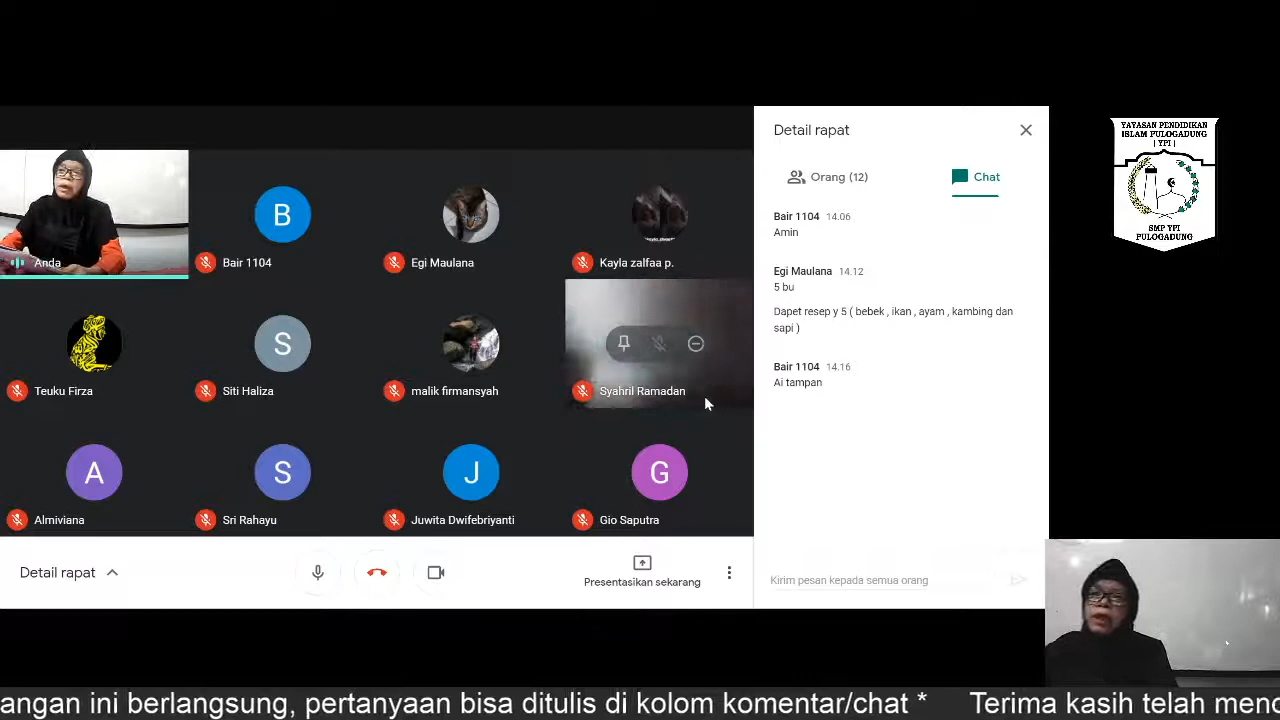 Detail rapat
Orang (12)
Chat
Bair 1104 14.06
Amin
Egi Maulana 14.12
5 bu
Dapet resep y 5 ( bebek , ikan , ayam , kambing dan
sapi )
Bair 1104 14.16
Ai tampan
Kirim pesan kepada semua orang
Anda
B
Bair 1104
Egi Maulana
Kayla zalfaa p.
Teuku Firza
S
Siti Haliza
malik firmansyah
Syahril Ramadan
A
Almiviana
S
Sri Rahayu
J
Juwita Dwifebriyanti
G
Gio Saputra
Detail rapat
Presentasikan sekarang
YAYASAN PENDIDIKAN
ISLAM PULOGADUNG
( YPI )
SMP YPI
PULOGADUNG
angan ini berlangsung, pertanyaan bisa ditulis di kolom komentar/chat * Terima kasih telah menc